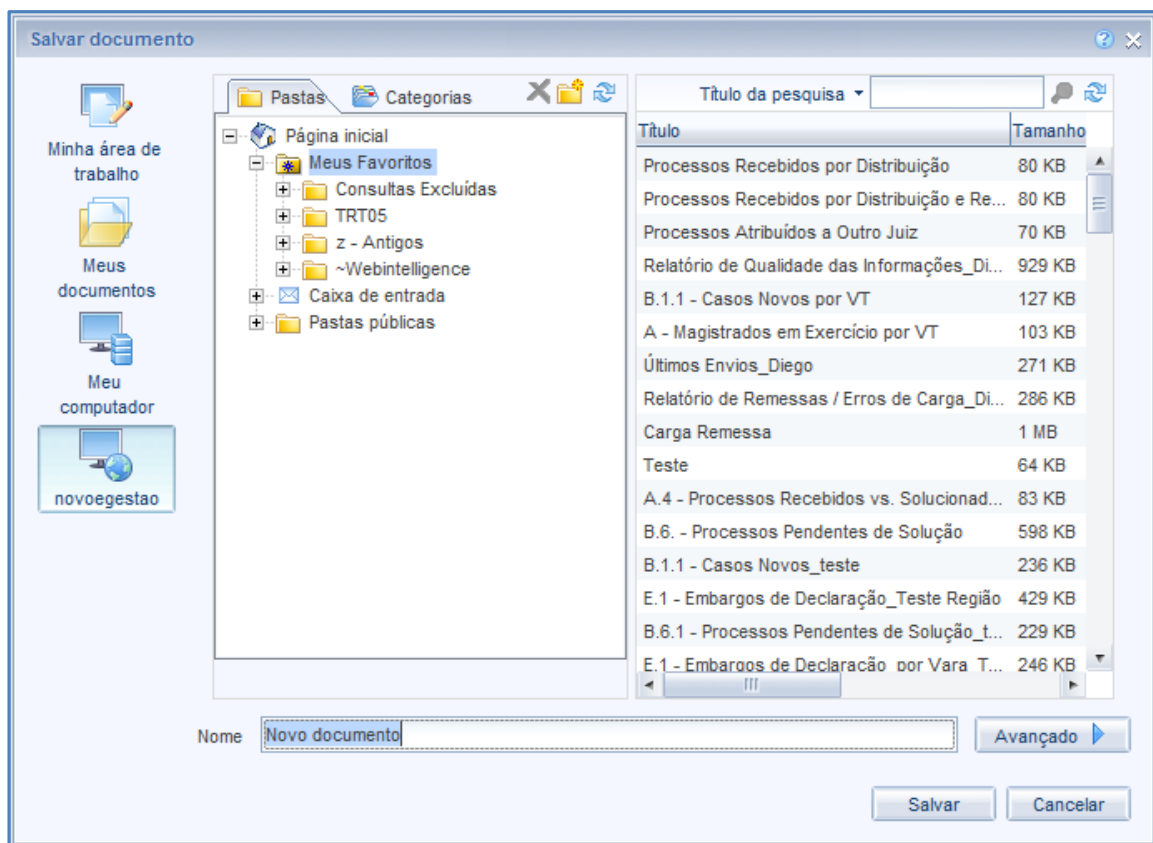 Salvar documento
Minha área de
trabalho
Meus
documentos
Meu
computador
novoegestao
Pastas
Categorias
Página inicial
Meus Favoritos
Consultas Excluídas
TRT05
z - Antigos
~Webintelligence
Caixa de entrada
Pastas públicas
Título da pesquisa
Título Tamanho
Processos Recebidos por Distribuição 80 KB
Processos Recebidos por Distribuição e Re... 80 KB
Processos Atribuídos a Outro Juiz 70 KB
Relatório de Qualidade das Informações_Di... 929 KB
B.1.1 - Casos Novos por VT 127 KB
A - Magistrados em Exercício por VT 103 KB
Últimos Envios_Diego 271 KB
Relatório de Remessas / Erros de Carga_Di... 286 KB
Carga Remessa 1 MB
Teste 64 KB
A.4 - Processos Recebidos vs. Solucionad... 83 KB
B.6. - Processos Pendentes de Solução 598 KB
B.1.1 - Casos Novos_teste 236 KB
E.1 - Embargos de Declaração_Teste Região 429 KB
B.6.1 - Processos Pendentes de Solução_t... 229 KB
E.1 - Embargos de Declaração_por Vara_T... 246 KB
Nome Novo documento Avançado
Salvar Cancelar